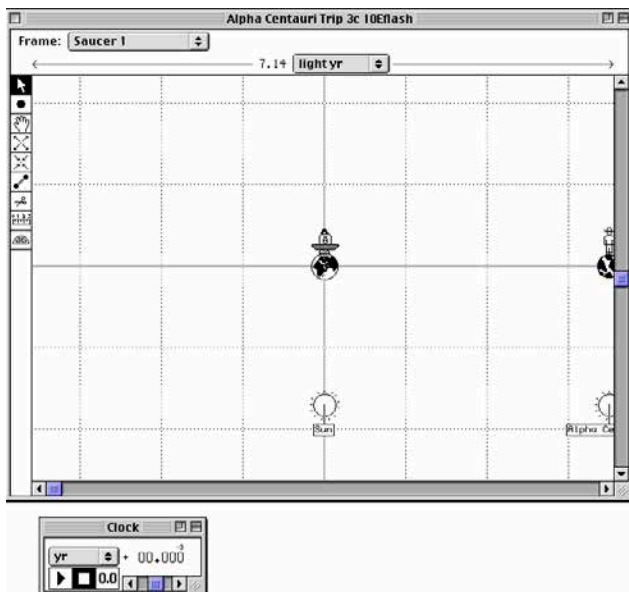 Alpha Centauri Trip 3c 10Eflash
Frame: Saucer 1
7.14 light yr
Sun
Alpha Ce
Clock
yr + 00.000
0.0